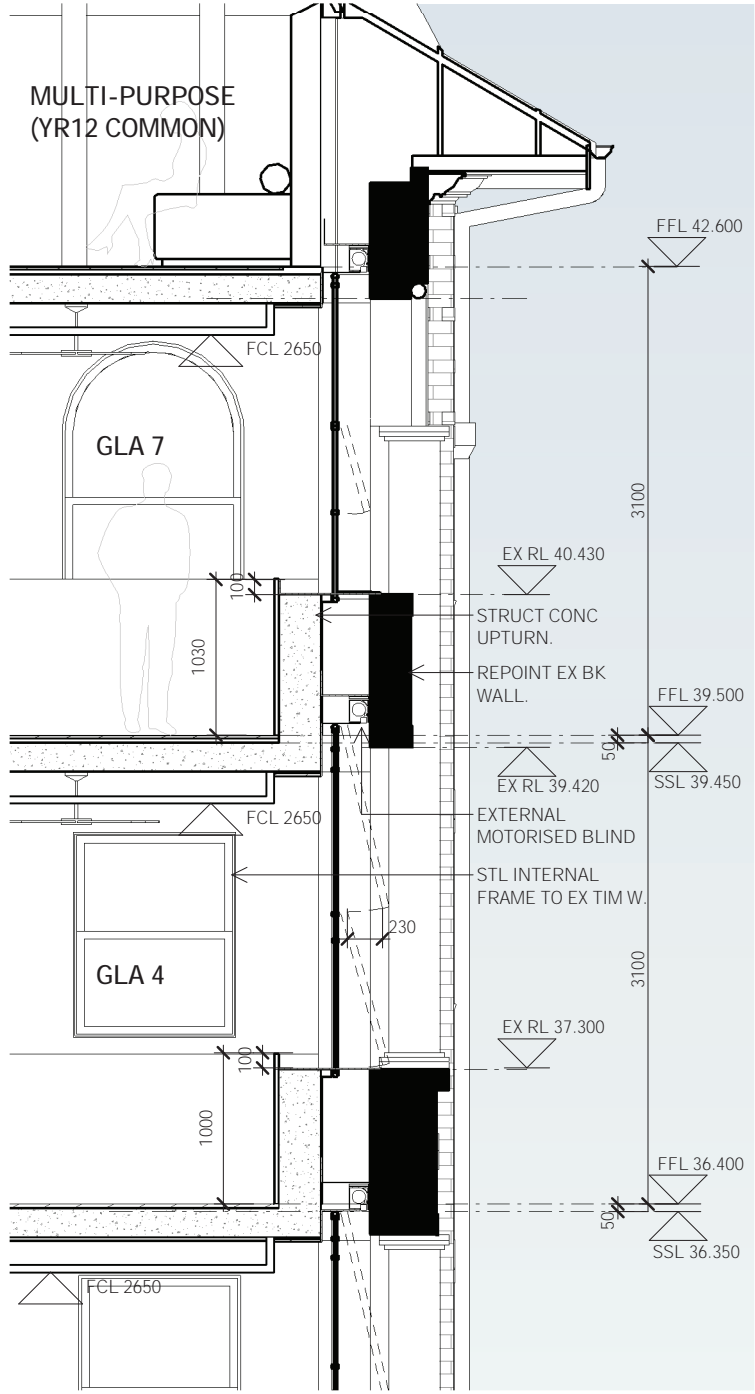 MULTI-PURPOSE
(YR12 COMMON)
FFL 42.600
FCL 2650
GLA 7
3100
EX RL 40.430
100
STRUCT CONC
UPTURN.
1030
REPOINT EX BK
WALL.
FFL 39.500
50
EX RL 39.420
SSL 39.450
FCL 2650
EXTERNAL
MOTORISED BLIND
STL INTERNAL
FRAME TO EX TIM W.
230
GLA 4
3100
EX RL 37.300
100
1000
FFL 36.400
50
SSL 36.350
FCL 2650